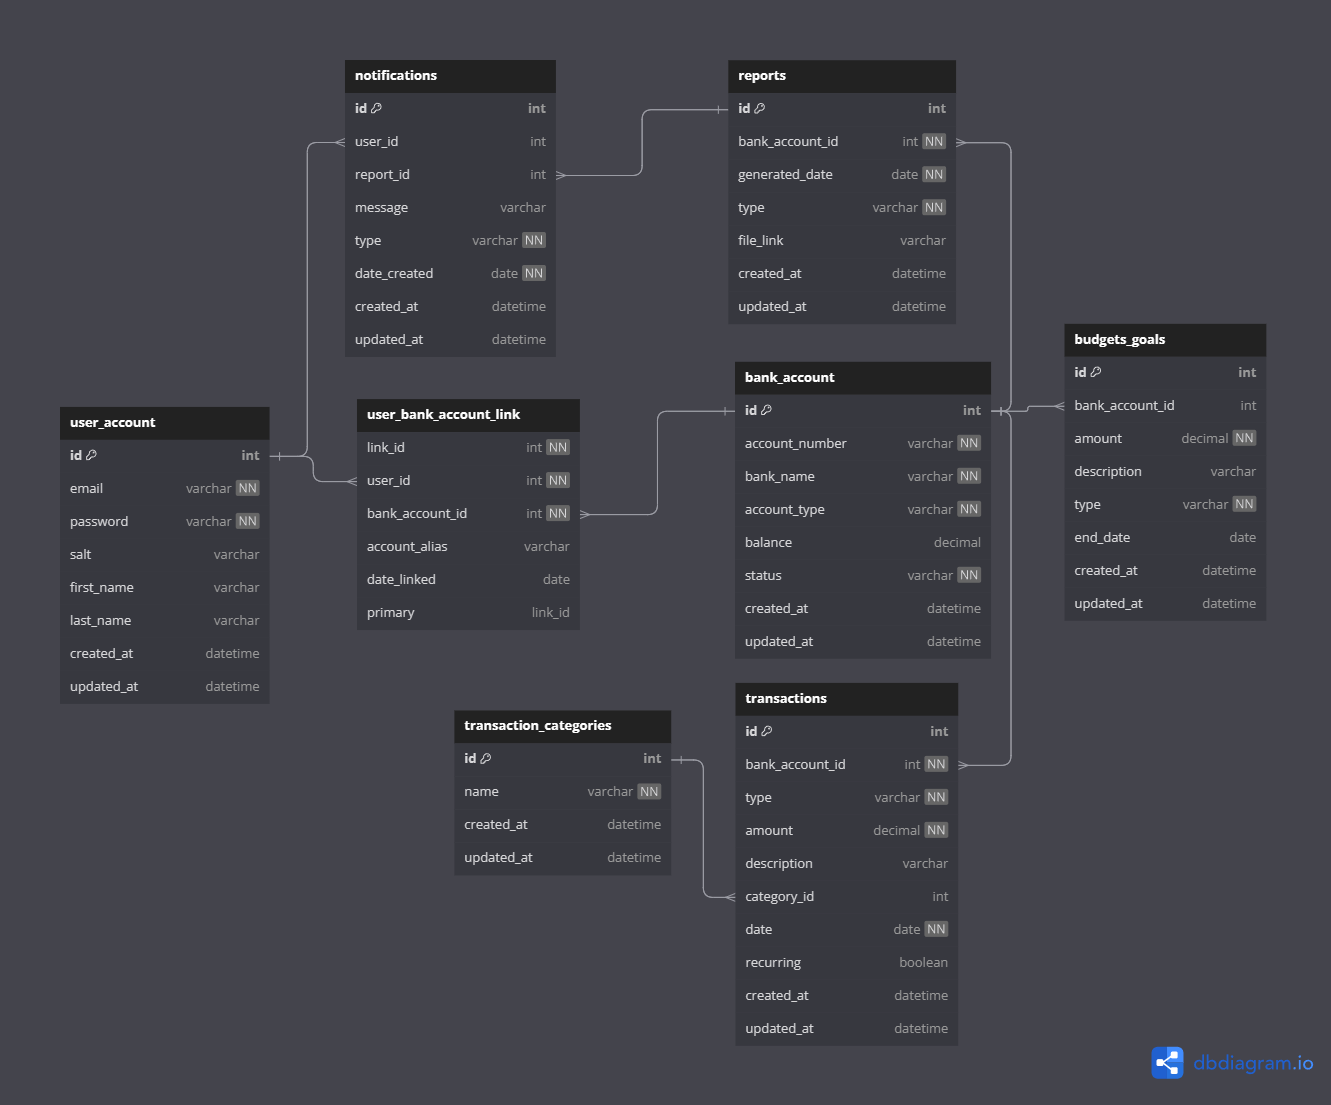 notifications
id int
user_id int
report_id int
message varchar
type varchar NN
date_created date NN
created_at datetime
updated_at datetime
reports
id int
bank_account_id int NN
generated_date date NN
type varchar NN
file_link varchar
created_at datetime
updated_at datetime
budgets_goals
id int
bank_account_id int
amount decimal NN
description varchar
type varchar NN
end_date date
created_at datetime
updated_at datetime
bank_account
id int
account_number varchar NN
bank_name varchar NN
account_type varchar NN
balance decimal
status varchar NN
created_at datetime
updated_at datetime
user_bank_account_link
link_id int NN
user_id int NN
bank_account_id int NN
account_alias varchar
date_linked date
primary link_id
user_account
id int
email varchar NN
password varchar NN
salt varchar
first_name varchar
last_name varchar
created_at datetime
updated_at datetime
transaction_categories
id int
name varchar NN
created_at datetime
updated_at datetime
transactions
id int
bank_account_id int NN
type varchar NN
amount decimal NN
description varchar
category_id int
date date NN
recurring boolean
created_at datetime
updated_at datetime
dbdiagram.io